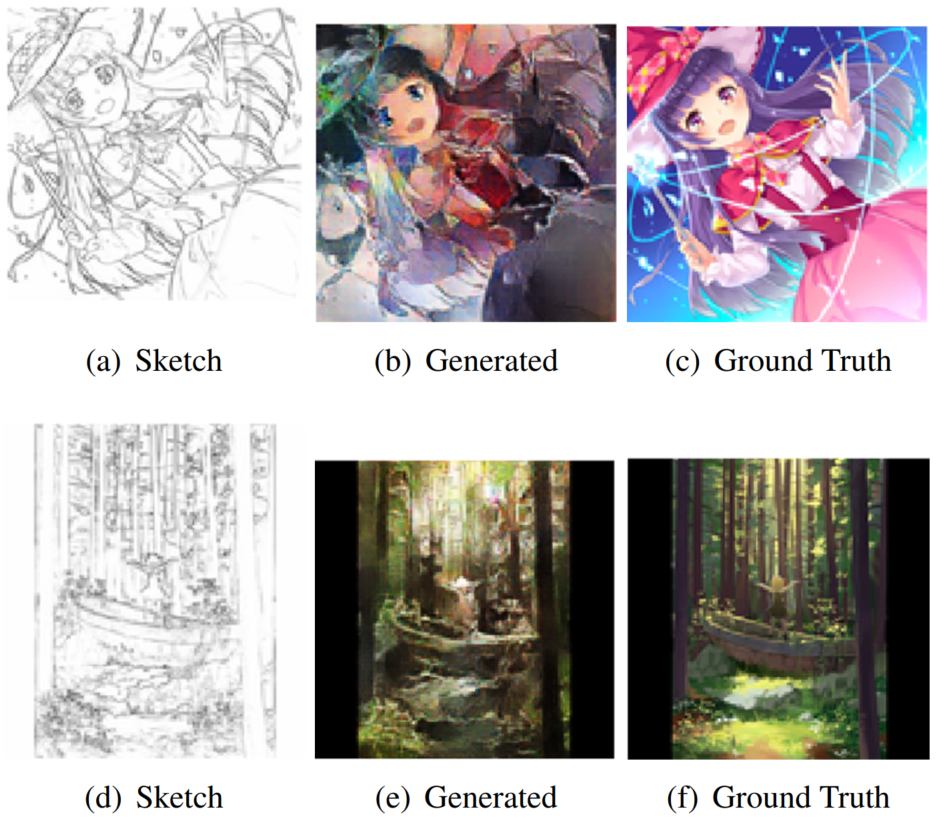 (a) Sketch
(b) Generated
(c) Ground Truth
(d) Sketch
(e) Generated
(f) Ground Truth